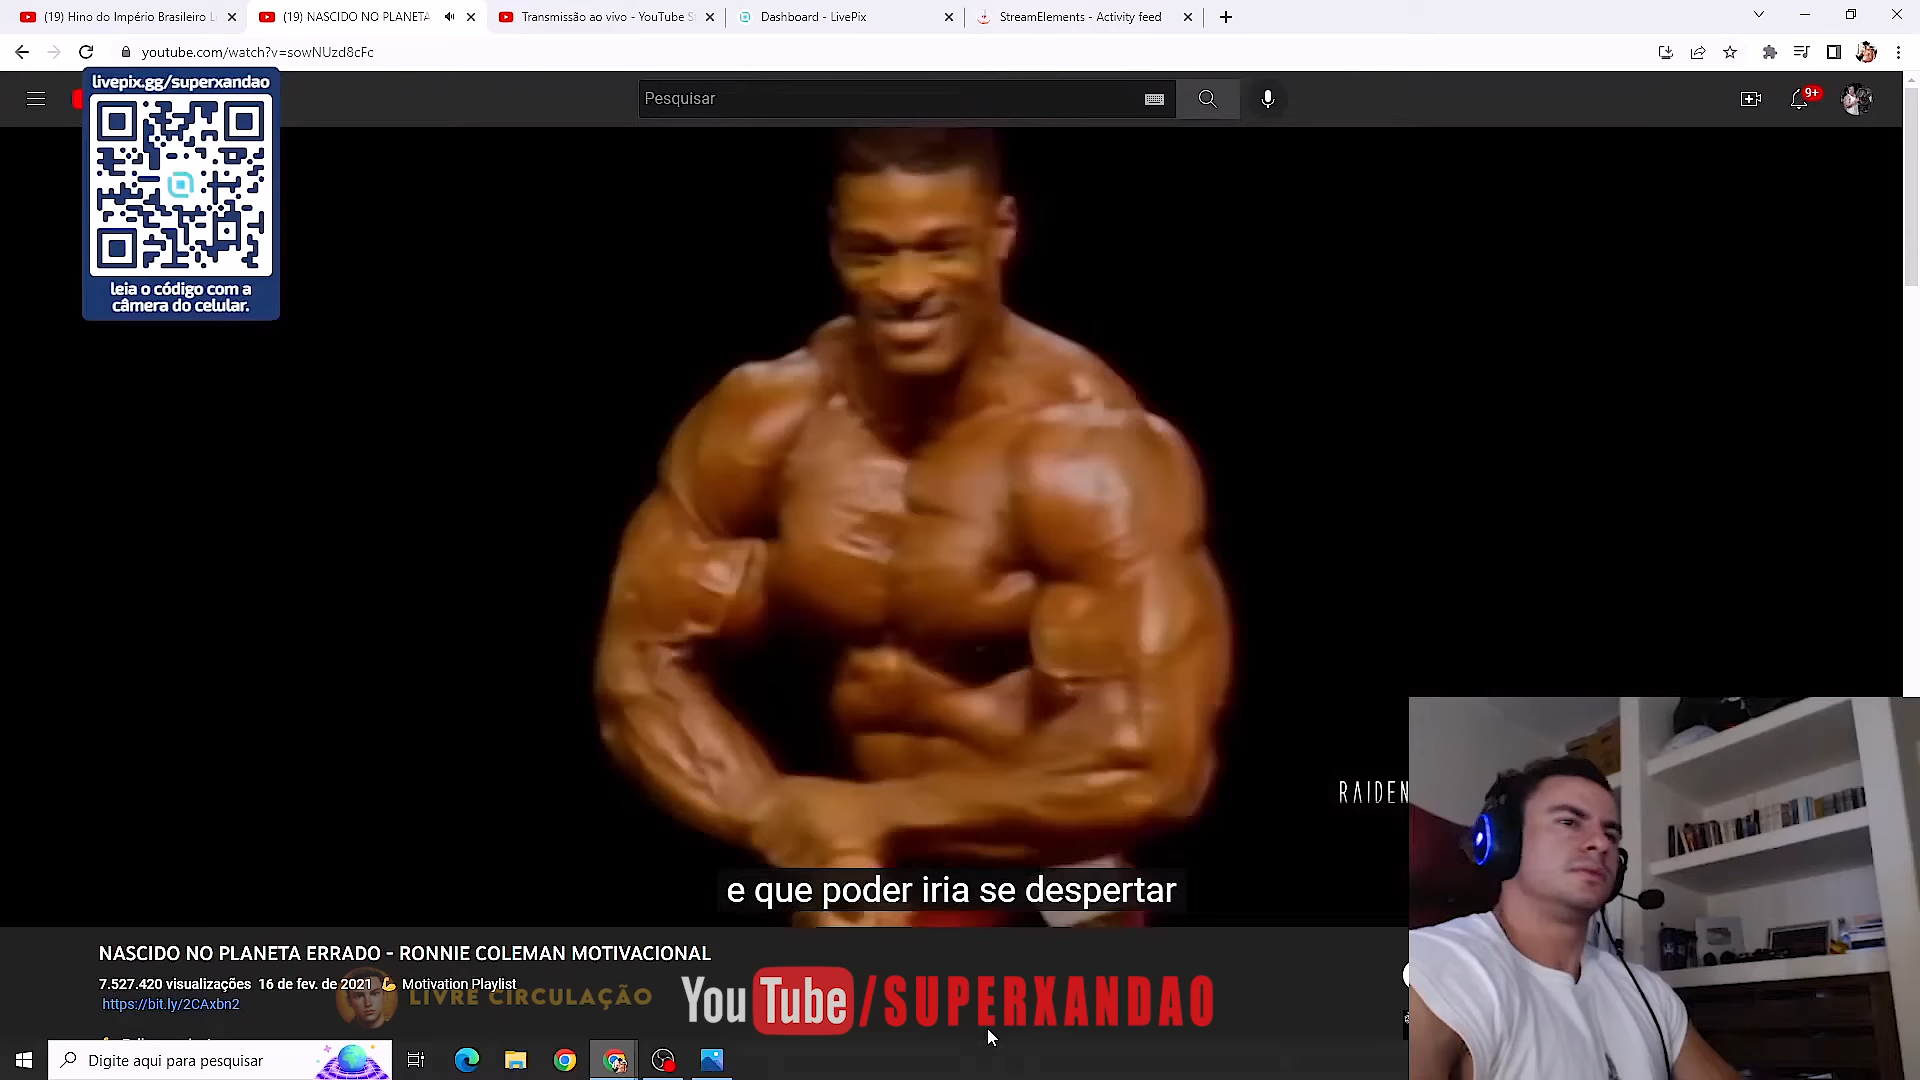 (19) Hino do Império Brasileiro L
(19) NASCIDO NO PLANETA
Transmissão ao vivo - YouTube S
Dashboard - LivePix
StreamElements - Activity feed
youtube.com/watch?v=sowNUzd8cFc
livepix.gg/superxandao
Pesquisar
9+
leia o código com a
câmera do celular.
RAIDEN
e que poder iria se despertar
NASCIDO NO PLANETA ERRADO - RONNIE COLEMAN MOTIVACIONAL
7.527.420 visualizações 16 de fev. de 2021 💪 Motivation Playlist
https://bit.ly/2CAxbn2
LIVRE CIRCULAÇÃO
YouTube/SUPERXANDAO
Digite aqui para pesquisar